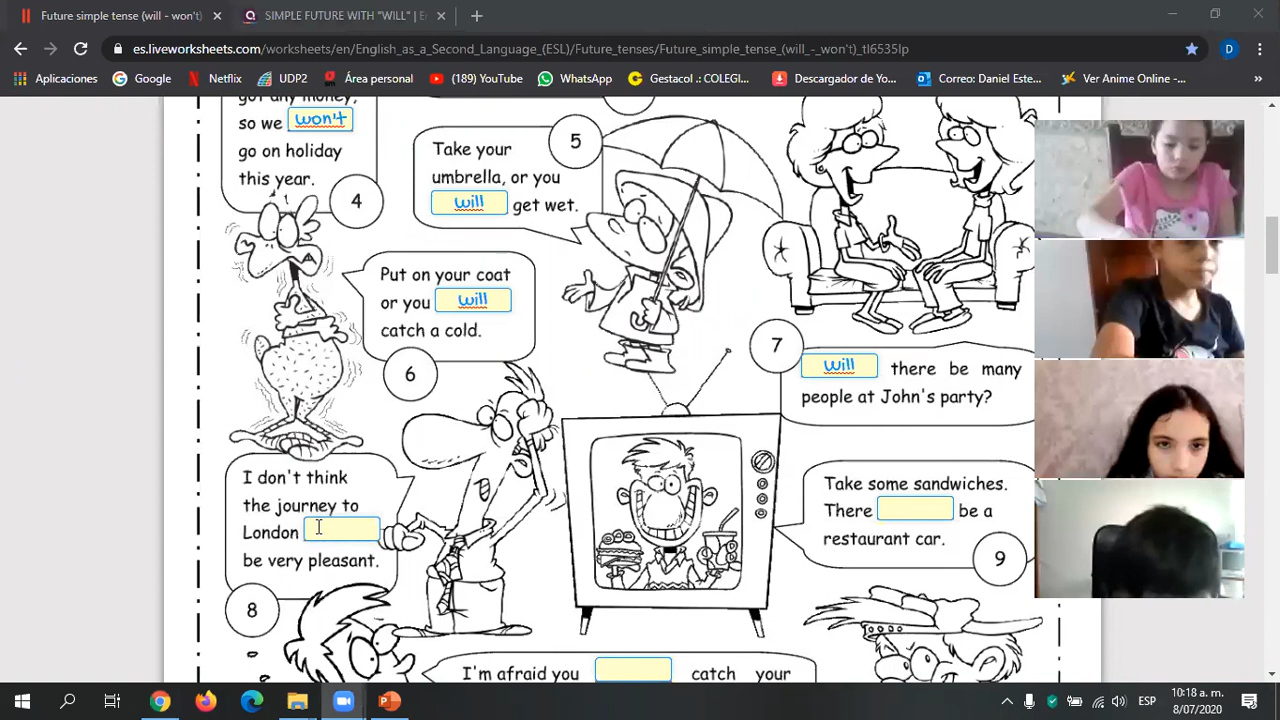 Future simple tense (will - won't)
SIMPLE FUTURE WITH "WILL" | E
es.liveworksheets.com/worksheets/en/English_as_a_Second_Language_(ESL)/Future_tenses/Future_simple_tense_(will_-_won't)_tl6535lp
D
Aplicaciones
Google
Netflix
UDP2
Área personal
(189) YouTube
WhatsApp
Gestacol .: COLEGI...
Descargador de Yo...
Correo: Daniel Este...
Ver Anime Online -...
»
got any money,
so we won't
go on holiday
this year.
4
5
Take your
umbrella, or you
will get wet.
Put on your coat
or you will
catch a cold.
6
7
will there be many
people at John's party?
I don't think
the journey to
London
be very pleasant.
8
Take some sandwiches.
There be a
restaurant car.
9
I'm afraid you catch your
ESP
10:18 a. m.
8/07/2020